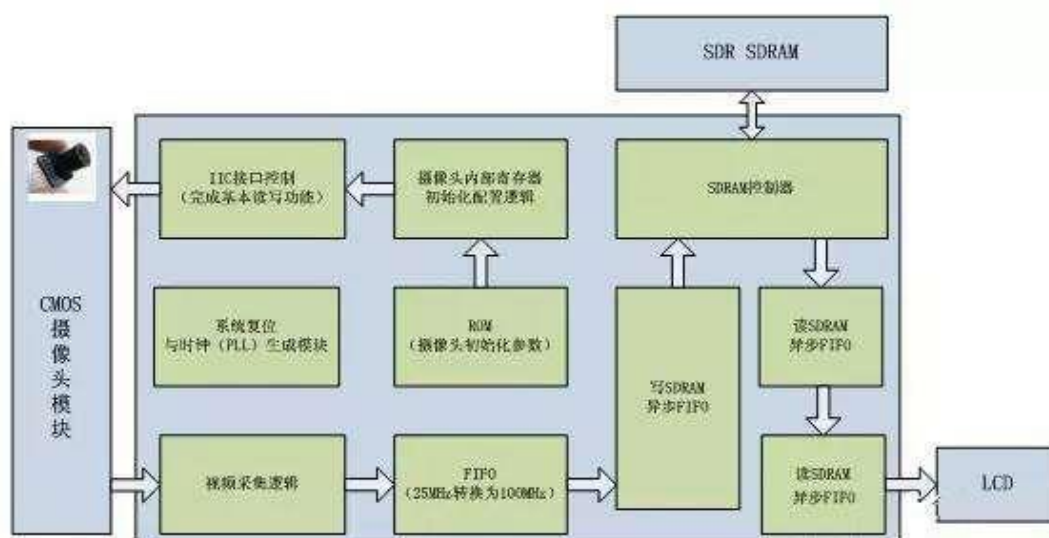 SDR SDRAM
IIC接口控制
(完成基本读写功能)
摄像头内部寄存器
初始化配置逻辑
SDRAM控制器
CMOS
摄
像
头
模
块
系统复位
与时钟（PLL）生成模块
ROM
(摄像头初始化参数)
写SDRAM
异步FIFO
读SDRAM
异步FIFO
视频采集逻辑
FIFO
(25MHz转换为100MHz)
读SDRAM
异步FIFO
LCD